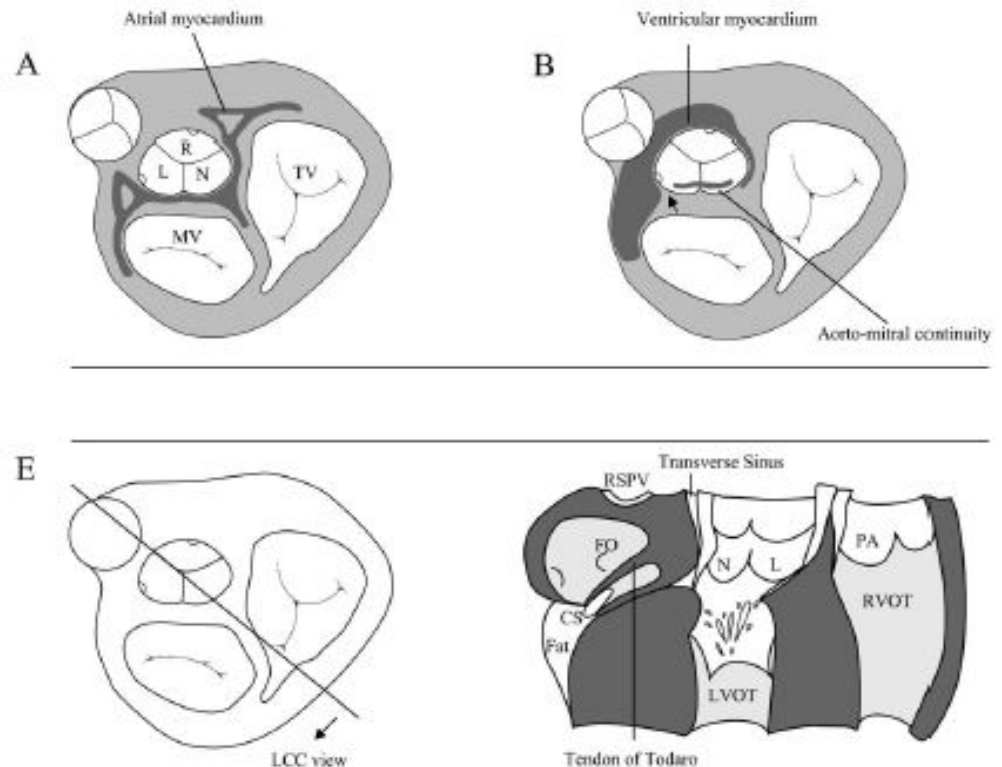 Atrial myocardium
Ventricular myocardium
A
B
R
L
N
TV
MV
Aorto-mitral continuity
E
Transverse Sinus
RSPV
FO
N
L
PA
RVOT
CS
Fat
LVOT
LCC view
Tendon of Todaro